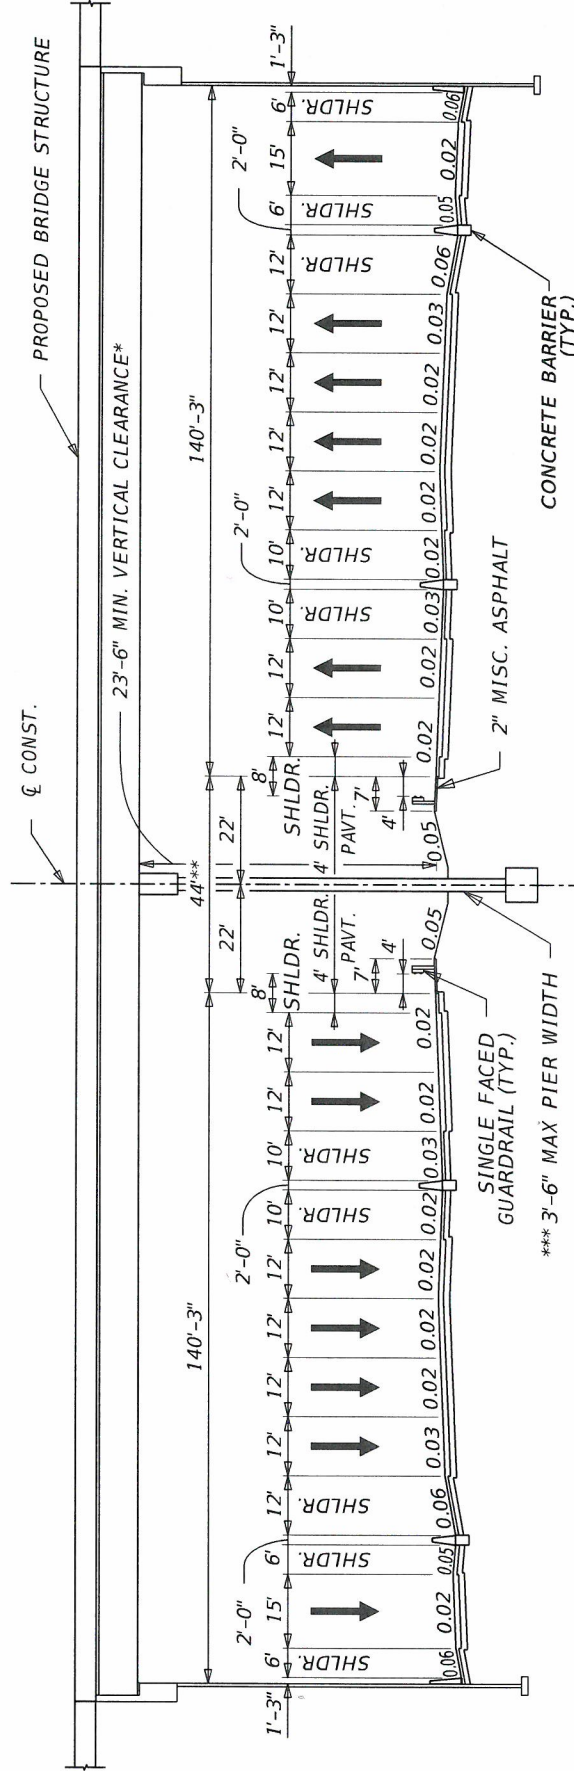 PROPOSED BRIDGE STRUCTURE
℄ CONST.
23'-6" MIN. VERTICAL CLEARANCE*
140'-3"
44'**
140'-3"
22'
22'
1'-3"
6'
15'
2'-0"
6'
12'
12'
12'
12'
12'
10'
2'-0"
10'
12'
12'
8'
8'
12'
12'
10'
2'-0"
10'
12'
12'
12'
12'
12'
2'-0"
6'
15'
6'
1'-3"
SHLDR.
SHLDR.
SHLDR.
SHLDR.
SHLDR.
SHLDR.
SHLDR.
SHLDR.
SHLDR.
SHLDR.
SHLDR.
SHLDR.
4' SHLDR.
PAVT.
4' SHLDR.
PAVT.
7'
4'
7'
4'
0.06
0.02
0.05
0.06
0.03
0.02
0.02
0.02
0.02
0.03
0.02
0.02
0.05
0.05
0.02
0.02
0.03
0.02
0.02
0.02
0.02
0.03
0.06
0.05
0.02
0.06
SINGLE FACED
GUARDRAIL (TYP.)
*** 3'-6" MAX PIER WIDTH
2" MISC. ASPHALT
CONCRETE BARRIER
(TYP.)